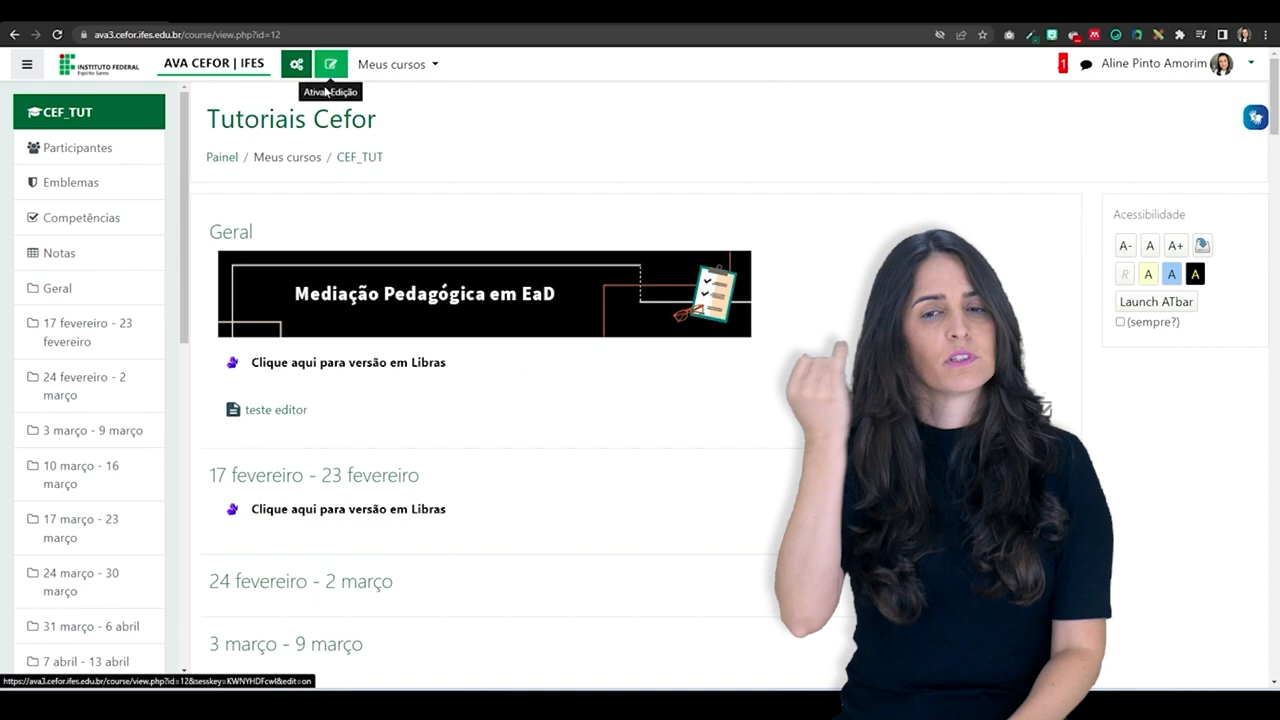 ava3.cefor.ifes.edu.br/course/view.php?id=12
INSTITUTO FEDERAL
Espírito Santo
AVA CEFOR | IFES
Meus cursos
1
Aline Pinto Amorim
Edição
CEF_TUT
Participantes
Emblemas
Competências
Notas
Geral
17 fevereiro - 23
fevereiro
24 fevereiro - 2
março
3 março - 9 março
10 março - 16
março
17 março - 23
março
24 março - 30
março
31 março - 6 abril
7 abril - 13 abril
Tutoriais Cefor
Painel / Meus cursos / CEF_TUT
Geral
Mediação Pedagógica em EaD
Clique aqui para versão em Libras
teste editor
17 fevereiro - 23 fevereiro
Clique aqui para versão em Libras
24 fevereiro - 2 março
3 março - 9 março
Acessibilidade
A- A A+
R A A A
Launch ATbar
(sempre?)
https://ava3.cefor.ifes.edu.br/course/view.php?id=12&sesskey=KWNYHDFcwl&edit=on